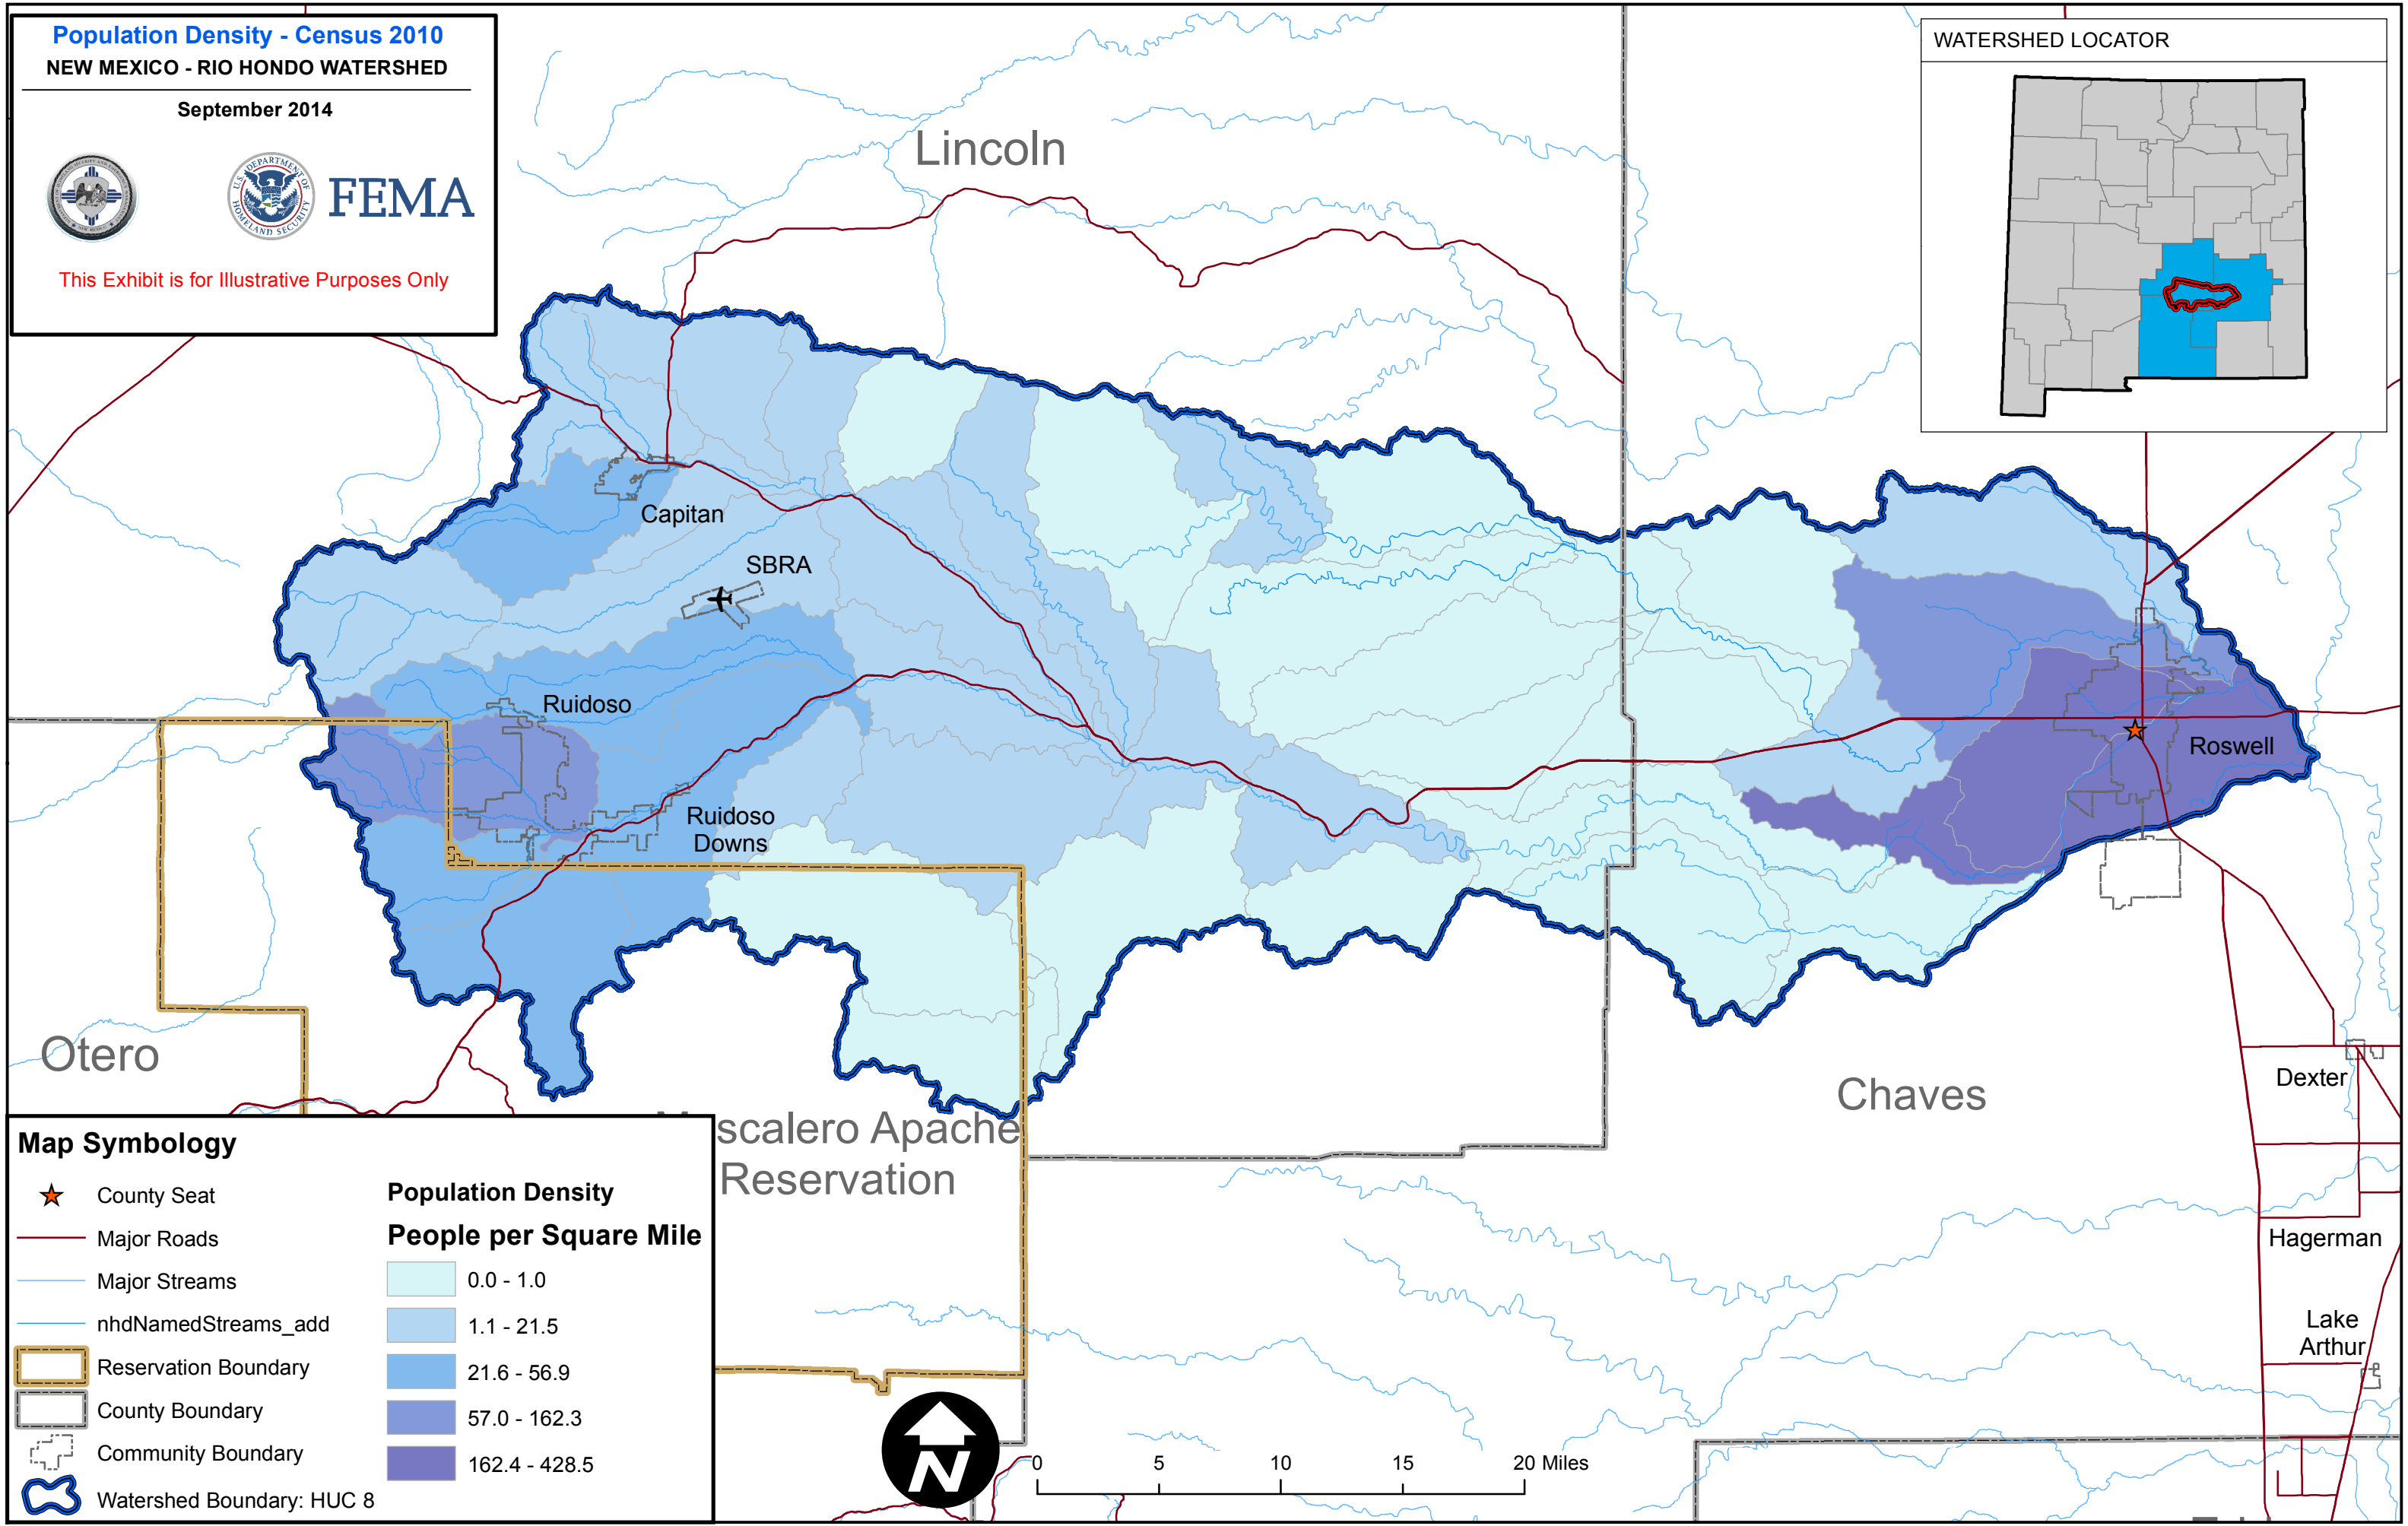 Population Density - Census 2010
NEW MEXICO - RIO HONDO WATERSHED
September 2014
U.S. DEPARTMENT OF
HOMELAND SECURITY
FEMA
This Exhibit is for Illustrative Purposes Only
WATERSHED LOCATOR
Lincoln
Capitan
SBRA
Ruidoso
Ruidoso
Downs
Roswell
Otero
Chaves
Dexter
scalero Apache
Reservation
Hagerman
Lake
Arthur
Map Symbology
County Seat
Major Roads
Major Streams
nhdNamedStreams_add
Reservation Boundary
County Boundary
Community Boundary
Watershed Boundary: HUC 8
Population Density
People per Square Mile
0.0 - 1.0
1.1 - 21.5
21.6 - 56.9
57.0 - 162.3
162.4 - 428.5
N
0 5 10 15 20 Miles